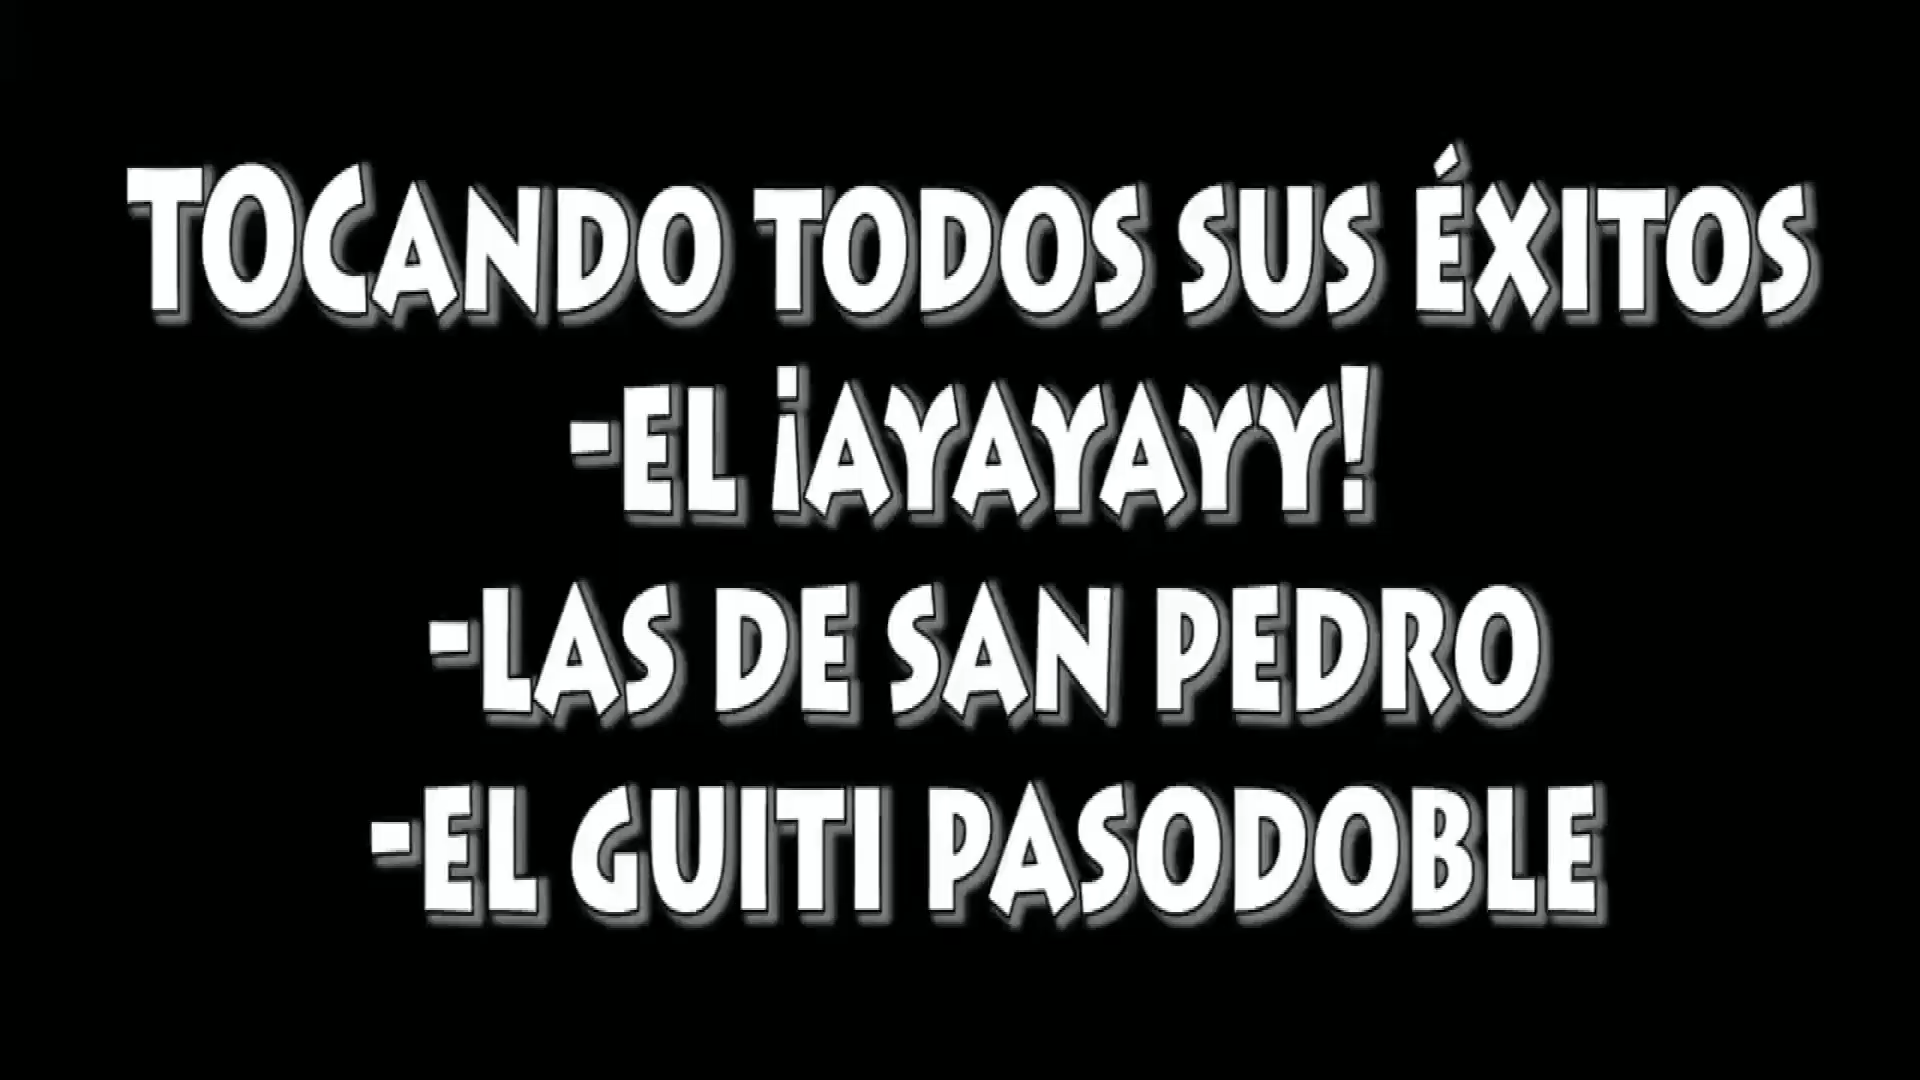 TOCANDO TODOS SUS ÉXITOS
-EL ¡AYAYAYY!
-LAS DE SAN PEDRO
-EL GUITI PASODOBLE